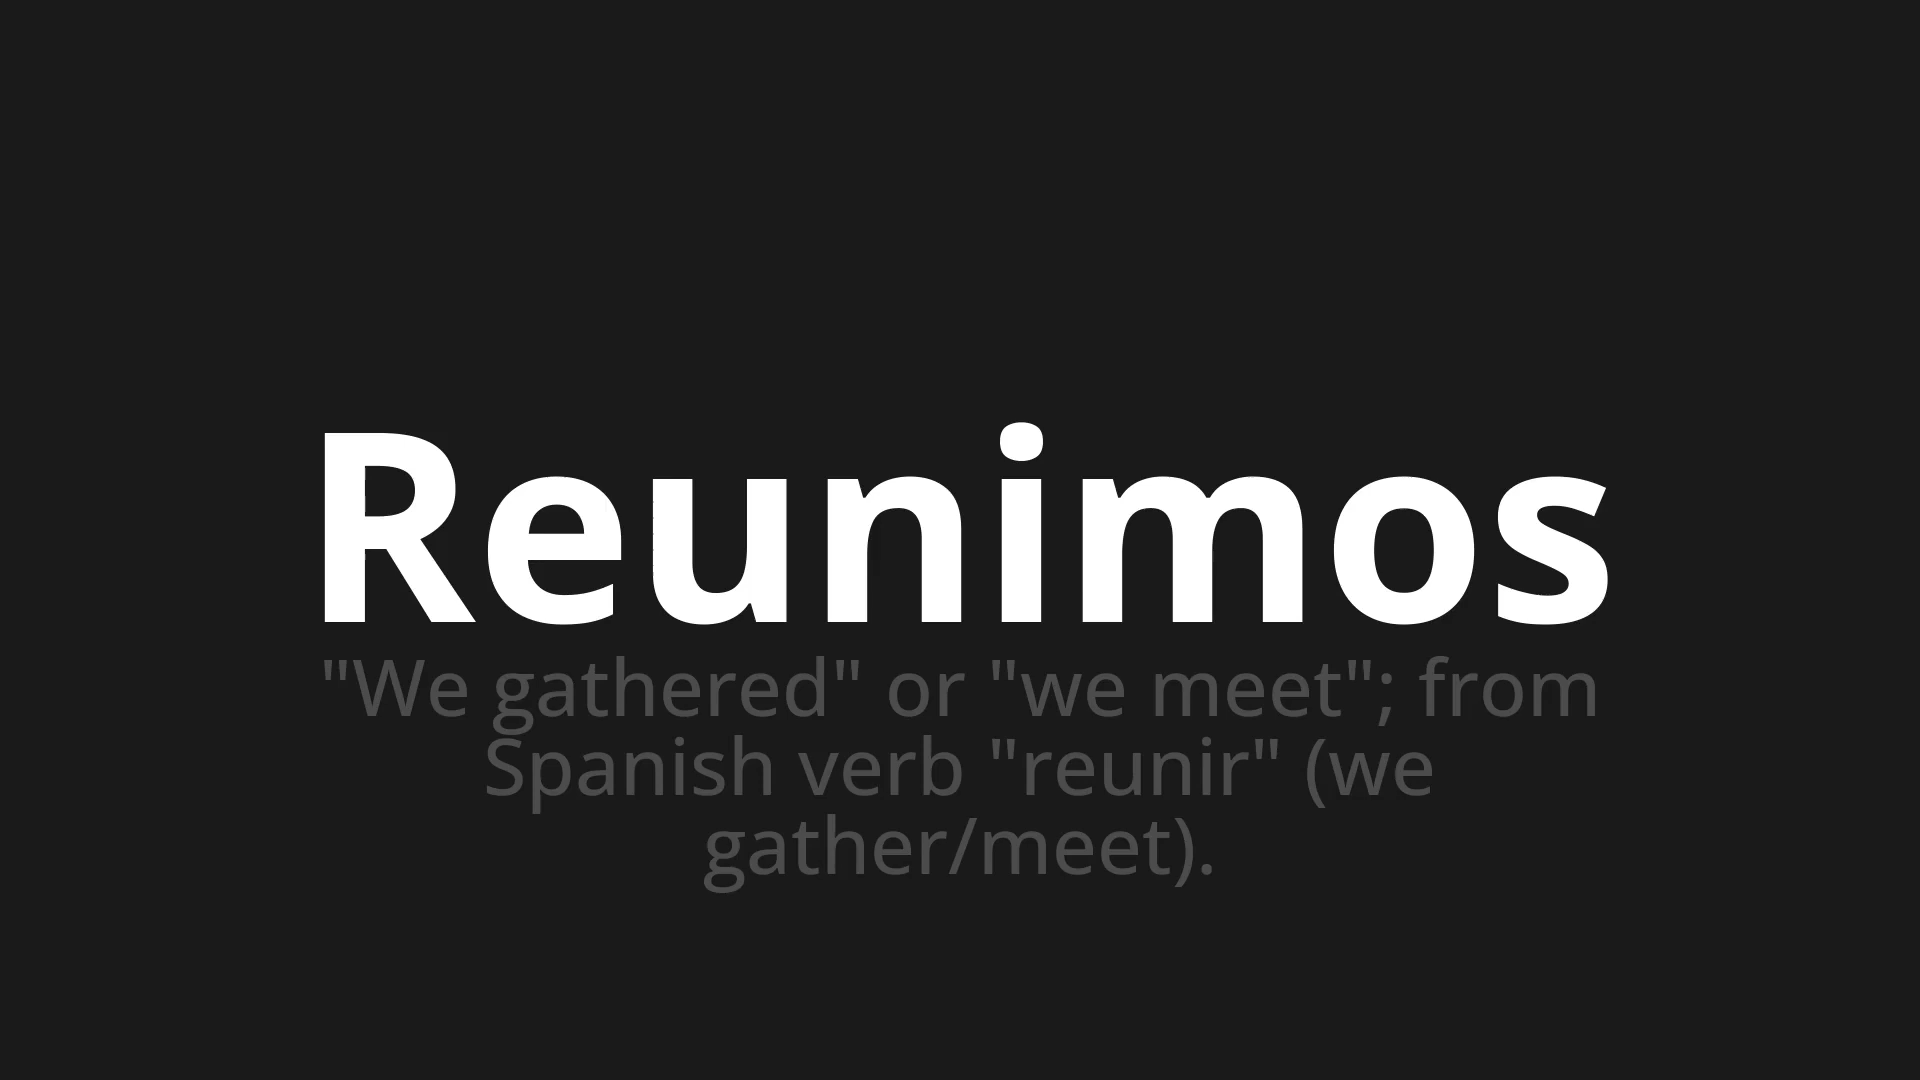 Reunimos
"We gathered" or "we meet"; from
Spanish verb "reunir" (we
gather/meet).